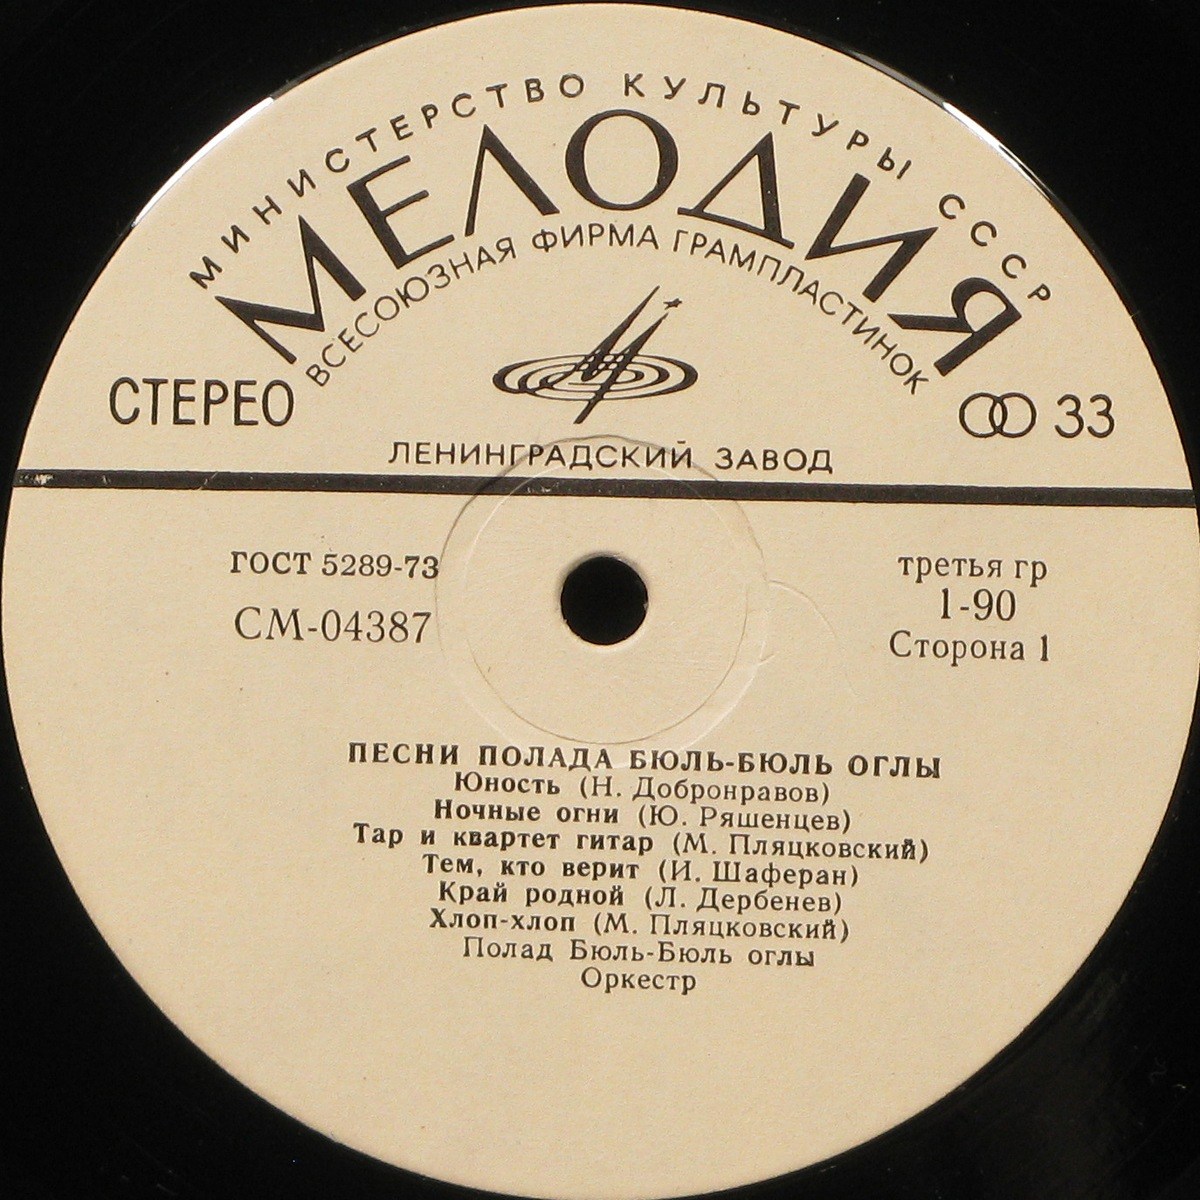 МИНИСТЕРСТВО КУЛЬТУРЫ СССР
МЕЛОДИЯ
ВСЕСОЮЗНАЯ ФИРМА ГРАМПЛАСТИНОК
СТЕРЕО
33
ЛЕНИНГРАДСКИЙ ЗАВОД
ГОСТ 5289-73
СМ-04387
третья гр
1-90
Сторона 1
ПЕСНИ ПОЛАДА БЮЛЬ-БЮЛЬ ОГЛЫ
Юность (Н. Добронравов)
Ночные огни (Ю. Ряшенцев)
Тар и квартет гитар (М. Пляцковский)
Тем, кто верит (И. Шаферан)
Край родной (Л. Дербенев)
Хлоп-хлоп (М. Пляцковский)
Полад Бюль-Бюль оглы
Оркестр